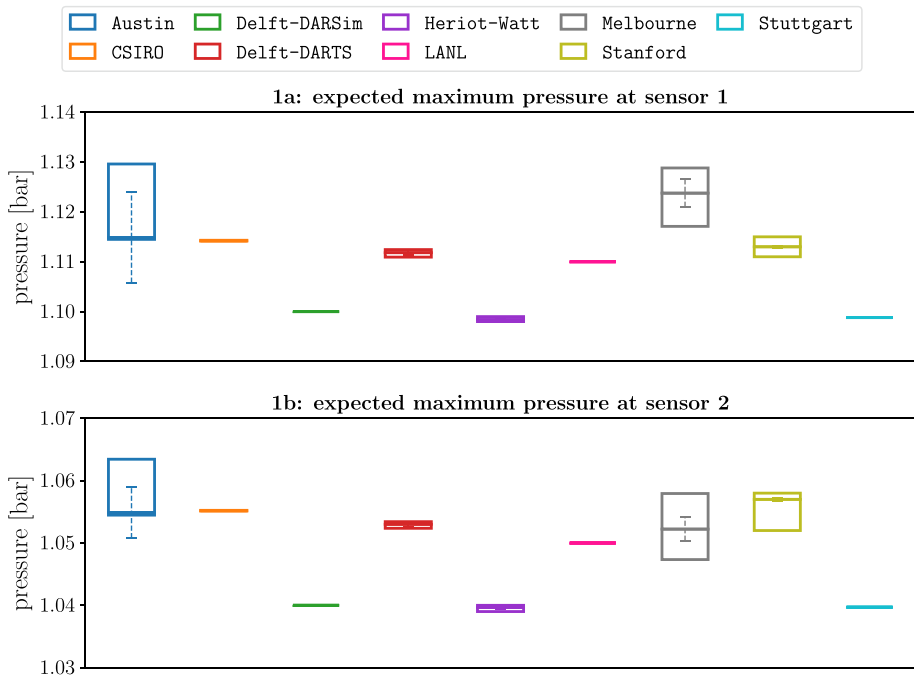 Austin Delft-DARSim Heriot-Watt Melbourne Stuttgart
CSIRO Delft-DARTS LANL Stanford
1a: expected maximum pressure at sensor 1
1.14
1.13
1.12
1.11
1.10
1.09
pressure [bar]
1b: expected maximum pressure at sensor 2
1.07
1.06
1.05
1.04
1.03
pressure [bar]